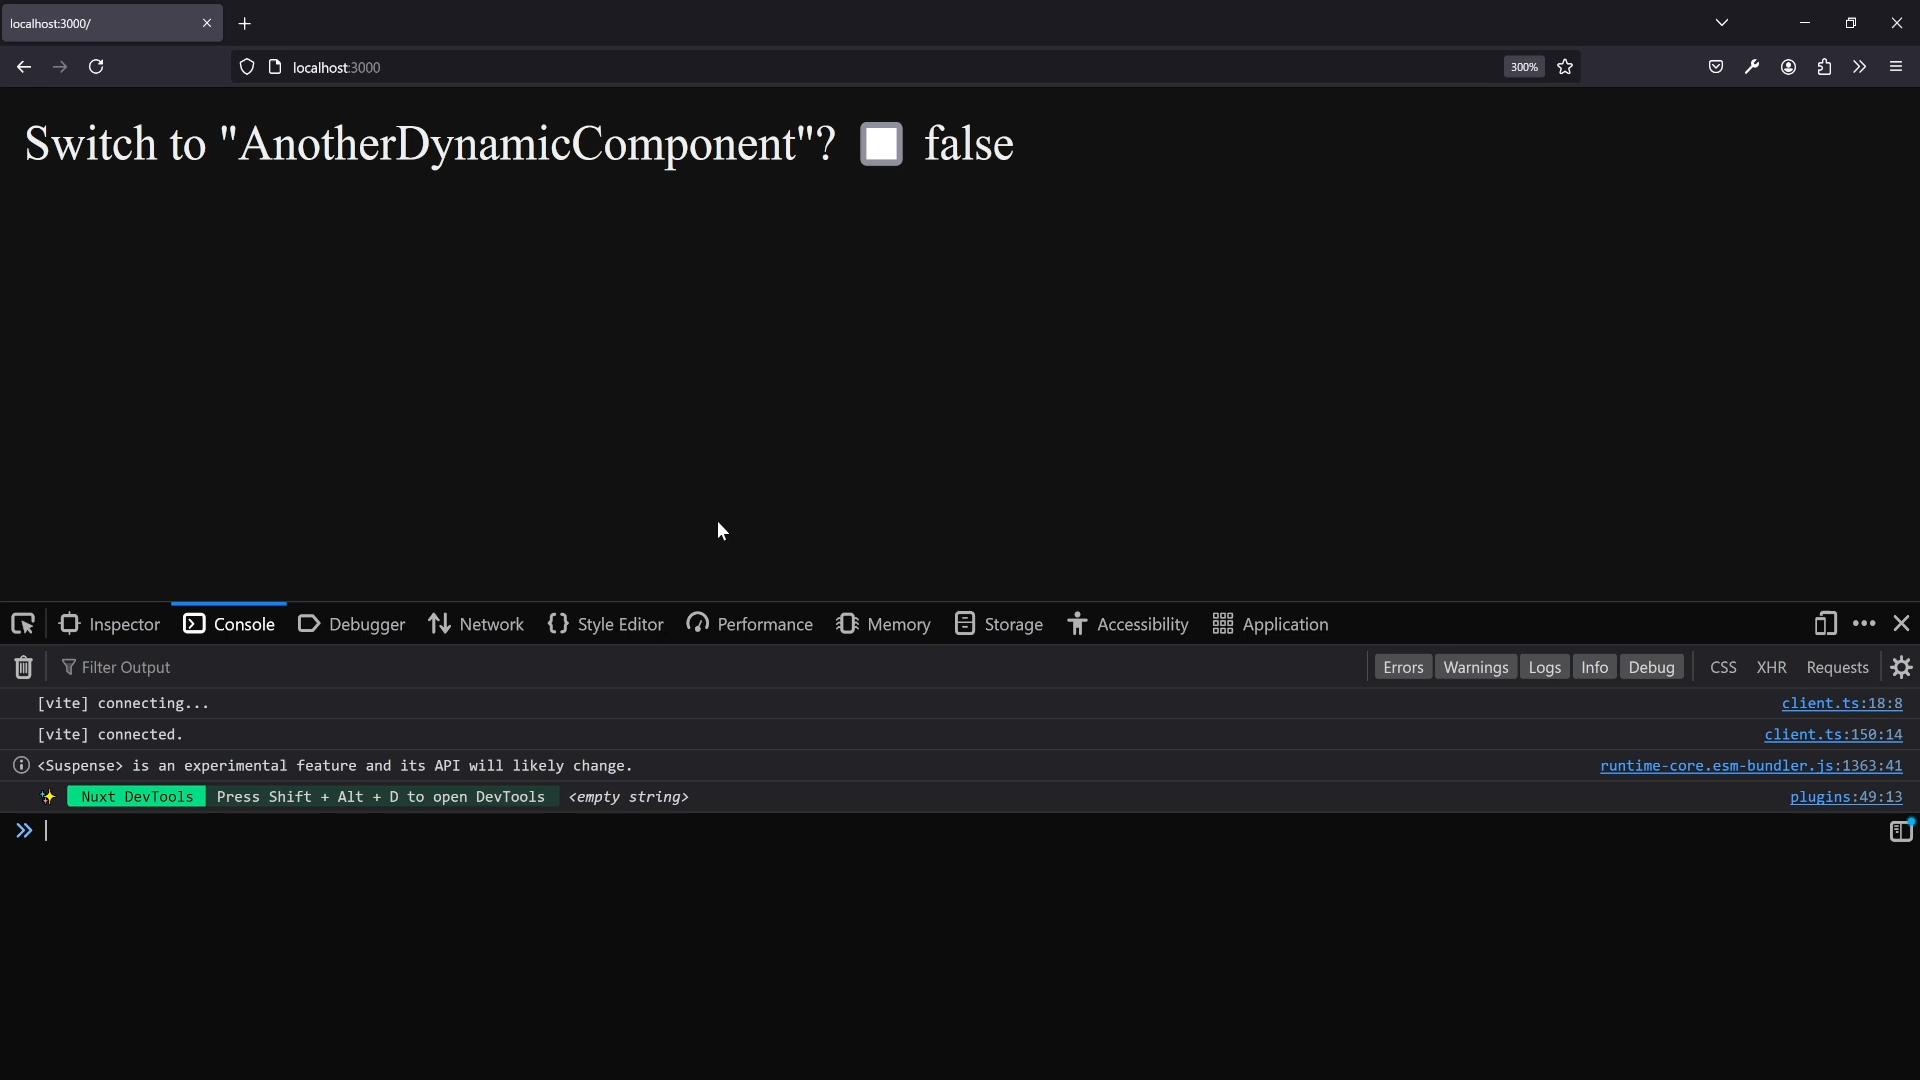 localhost:3000/
localhost:3000
300%
Switch to "AnotherDynamicComponent"? false
Inspector Console Debugger Network Style Editor Performance Memory Storage Accessibility Application
Filter Output Errors Warnings Logs Info Debug CSS XHR Requests
[vite] connecting... client.ts:18:8
[vite] connected. client.ts:150:14
<Suspense> is an experimental feature and its API will likely change. runtime-core.esm-bundler.js:1363:41
✨ Nuxt DevTools Press Shift + Alt + D to open DevTools <empty string> plugins:49:13